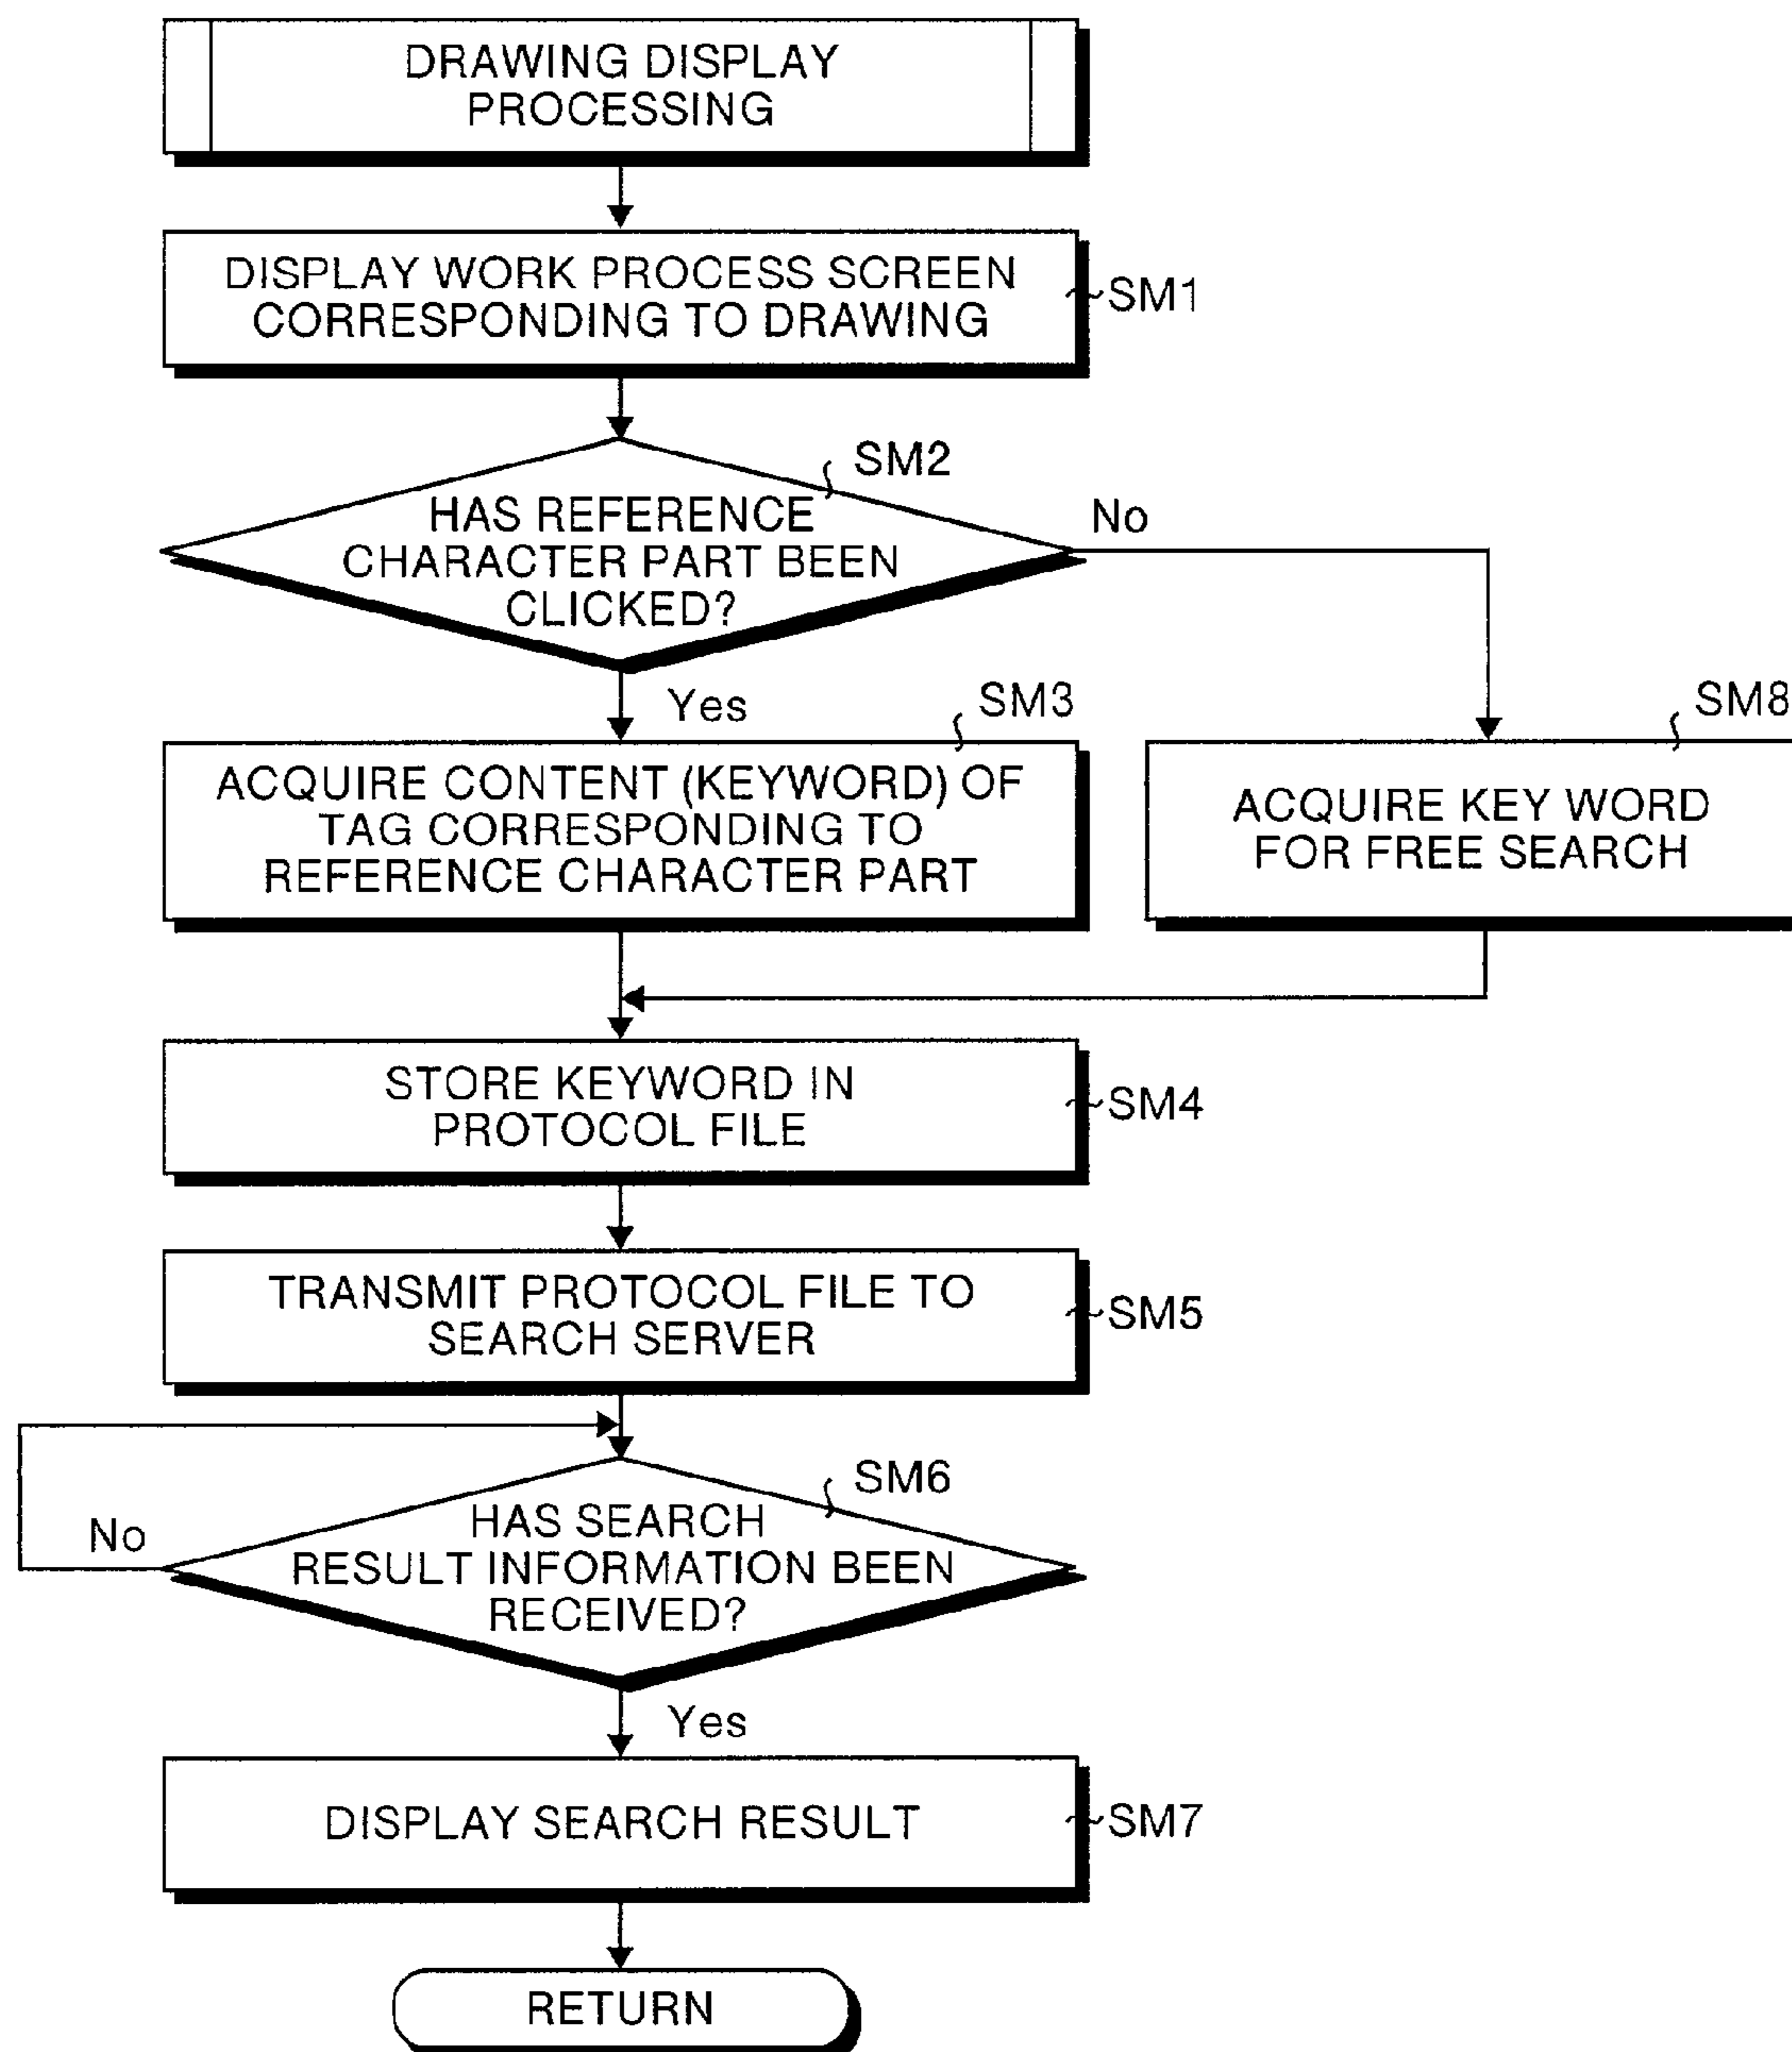 DRAWING DISPLAY
PROCESSING
DISPLAY WORK PROCESS SCREEN
CORRESPONDING TO DRAWING
SM1
SM2
HAS REFERENCE
CHARACTER PART BEEN
CLICKED?
No
Yes
SM3
ACQUIRE CONTENT (KEYWORD) OF
TAG CORRESPONDING TO
REFERENCE CHARACTER PART
SM8
ACQUIRE KEY WORD
FOR FREE SEARCH
STORE KEYWORD IN
PROTOCOL FILE
SM4
TRANSMIT PROTOCOL FILE TO
SEARCH SERVER
SM5
SM6
HAS SEARCH
RESULT INFORMATION BEEN
RECEIVED?
No
Yes
DISPLAY SEARCH RESULT
SM7
RETURN